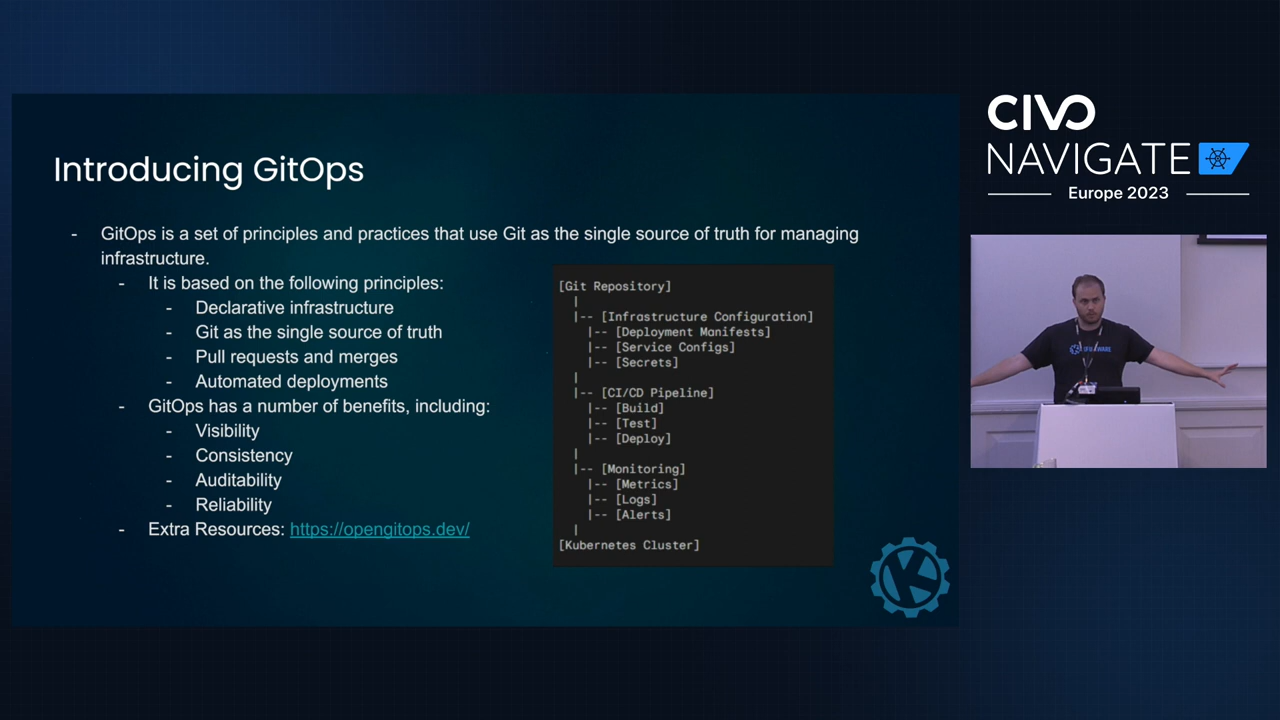 Introducing GitOps
- GitOps is a set of principles and practices that use Git as the single source of truth for managing
infrastructure.
- It is based on the following principles:
- Declarative infrastructure
- Git as the single source of truth
- Pull requests and merges
- Automated deployments
- GitOps has a number of benefits, including:
- Visibility
- Consistency
- Auditability
- Reliability
- Extra Resources: https://opengitops.dev/
[Git Repository]
|
|-- [Infrastructure Configuration]
|-- [Deployment Manifests]
|-- [Service Configs]
|-- [Secrets]
|
|-- [CI/CD Pipeline]
|-- [Build]
|-- [Test]
|-- [Deploy]
|
|-- [Monitoring]
|-- [Metrics]
|-- [Logs]
|-- [Alerts]
|
[Kubernetes Cluster]
K
CIVO
NAVIGATE
Europe 2023